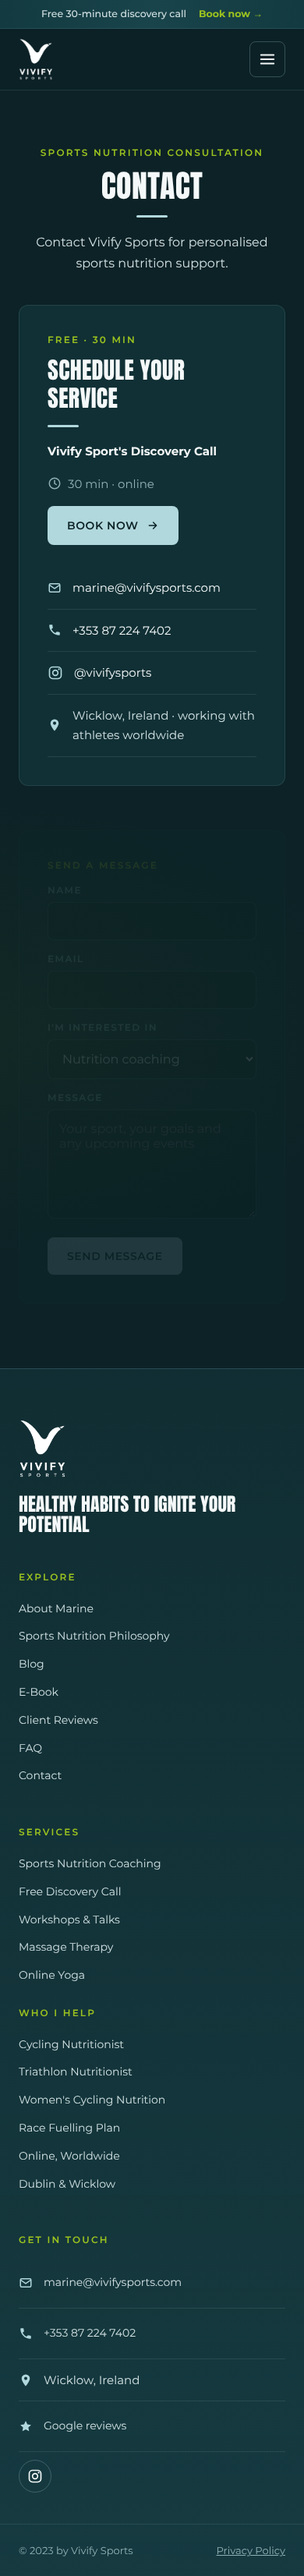 Free 30-minute discovery call Book now →
VIVIFY
SPORTS
SPORTS NUTRITION CONSULTATION
CONTACT
Contact Vivify Sports for personalised
sports nutrition support.
FREE · 30 MIN
SCHEDULE YOUR
SERVICE
Vivify Sport's Discovery Call
30 min · online
BOOK NOW →
marine@vivifysports.com
+353 87 224 7402
@vivifysports
Wicklow, Ireland · working with
athletes worldwide
SEND A MESSAGE
NAME
EMAIL
I'M INTERESTED IN
Nutrition coaching
MESSAGE
Your sport, your goals and
any upcoming events
SEND MESSAGE
VIVIFY
SPORTS
HEALTHY HABITS TO IGNITE YOUR
POTENTIAL
EXPLORE
About Marine
Sports Nutrition Philosophy
Blog
E-Book
Client Reviews
FAQ
Contact
SERVICES
Sports Nutrition Coaching
Free Discovery Call
Workshops & Talks
Massage Therapy
Online Yoga
WHO I HELP
Cycling Nutritionist
Triathlon Nutritionist
Women's Cycling Nutrition
Race Fuelling Plan
Online, Worldwide
Dublin & Wicklow
GET IN TOUCH
marine@vivifysports.com
+353 87 224 7402
Wicklow, Ireland
Google reviews
© 2023 by Vivify Sports Privacy Policy